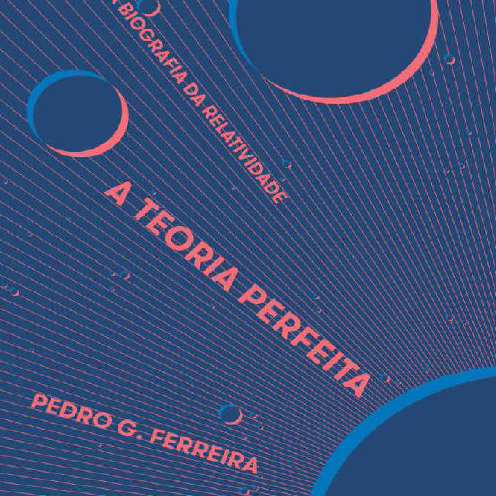 A BIOGRAFIA DA RELATIVIDADE
A TEORIA PERFEITA
PEDRO G. FERREIRA